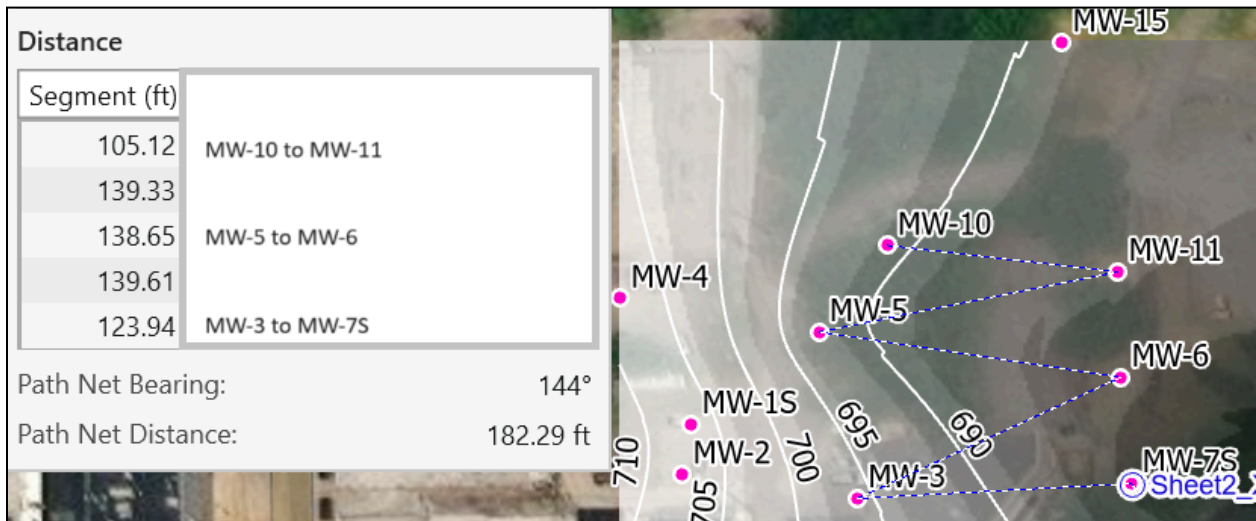 Distance
Segment (ft)
105.12 MW-10 to MW-11
139.33
138.65 MW-5 to MW-6
139.61
123.94 MW-3 to MW-7S
Path Net Bearing: 144°
Path Net Distance: 182.29 ft
MW-15
MW-10
MW-11
MW-4
MW-5
MW-6
MW-1S
MW-2
MW-3
MW-7S
Sheet2_
710
705
700
695
690